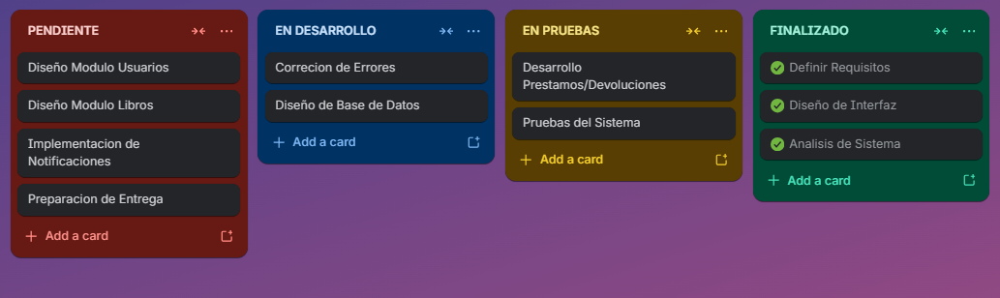 PENDIENTE
Diseño Modulo Usuarios
Diseño Modulo Libros
Implementacion de
Notificaciones
Preparacion de Entrega
Add a card
EN DESARROLLO
Correcion de Errores
Diseño de Base de Datos
Add a card
EN PRUEBAS
Desarrollo
Prestamos/Devoluciones
Pruebas del Sistema
Add a card
FINALIZADO
Definir Requisitos
Diseño de Interfaz
Analisis de Sistema
Add a card